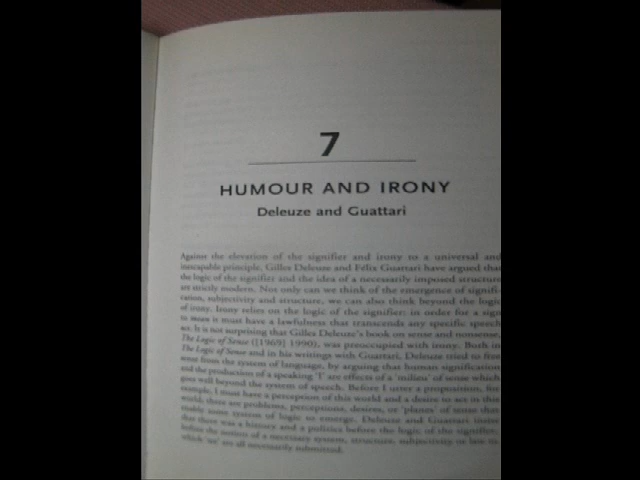 7
HUMOUR AND IRONY
Deleuze and Guattari
Against the elevation of the signifier and irony to a universal and
inescapable principle, Gilles Deleuze and Félix Guattari have argued that
the logic of the signifier and the idea of a necessarily imposed structure
are strictly modern. Not only can we think of the emergence of signifi-
cation, subjectivity and structure, we can also think beyond the logic
of irony. Irony relies on the logic of the signifier: in order for a sign
to mean it must have a lawfulness that transcends any specific speech
act. It is not surprising that Gilles Deleuze's book on sense and nonsense,
The Logic of Sense ([1969] 1990), was preoccupied with irony. Both in
The Logic of Sense and in his writings with Guattari, Deleuze tried to free
sense from the system of language, by arguing that human signification
and the production of a speaking 'I' are effects of a 'milieu' of sense which
goes well beyond the system of speech. Before I utter a proposition, for
example, I must have a perception of this world and a desire to act in this
world; there are problems, perceptions, desires, or 'planes' of sense that
enable some system of logic to emerge. Deleuze and Guattari insist
that there was a history and a politics before the logic of the signifier,
before the notion of a necessary system, structure, subjectivity or law to
which 'we' are all necessarily submitted.